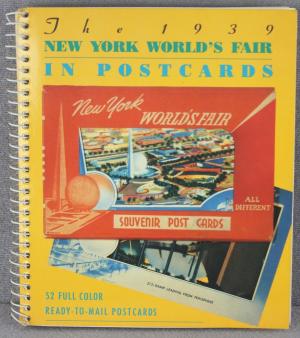 The 1939
NEW YORK WORLD'S FAIR
IN POSTCARDS
New York
WORLD'S FAIR
ALL
DIFFERENT
SOUVENIR POST CARDS
52 FULL COLOR
READY-TO-MAIL POSTCARDS